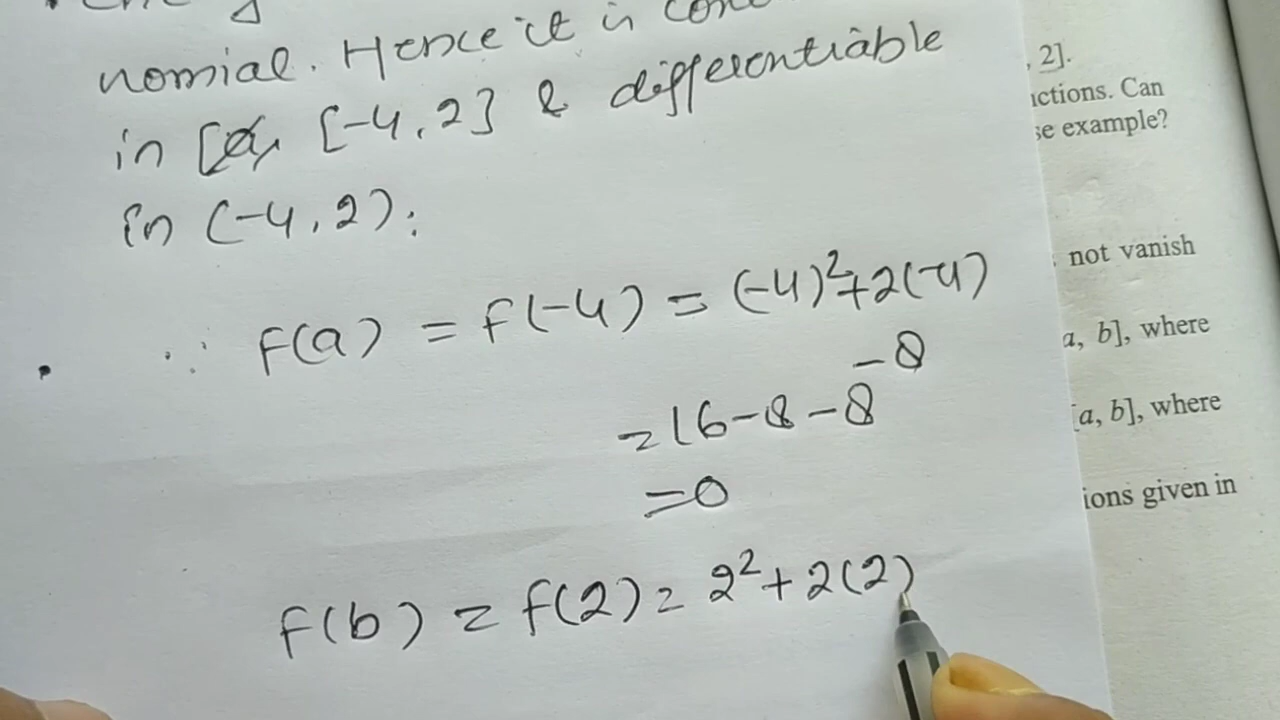 nomial. Hence it is
in [a, [-4, 2] & differentiable
in (-4, 2).
∵ f(a) = f(-4) = (-4)²+2(-4)
-8
=16-8-8
=0
f(b) = f(2) = 2²+2(2)
, 2].
ctions. Can
se example?
not vanish
a, b], where
[a, b], where
ions given in